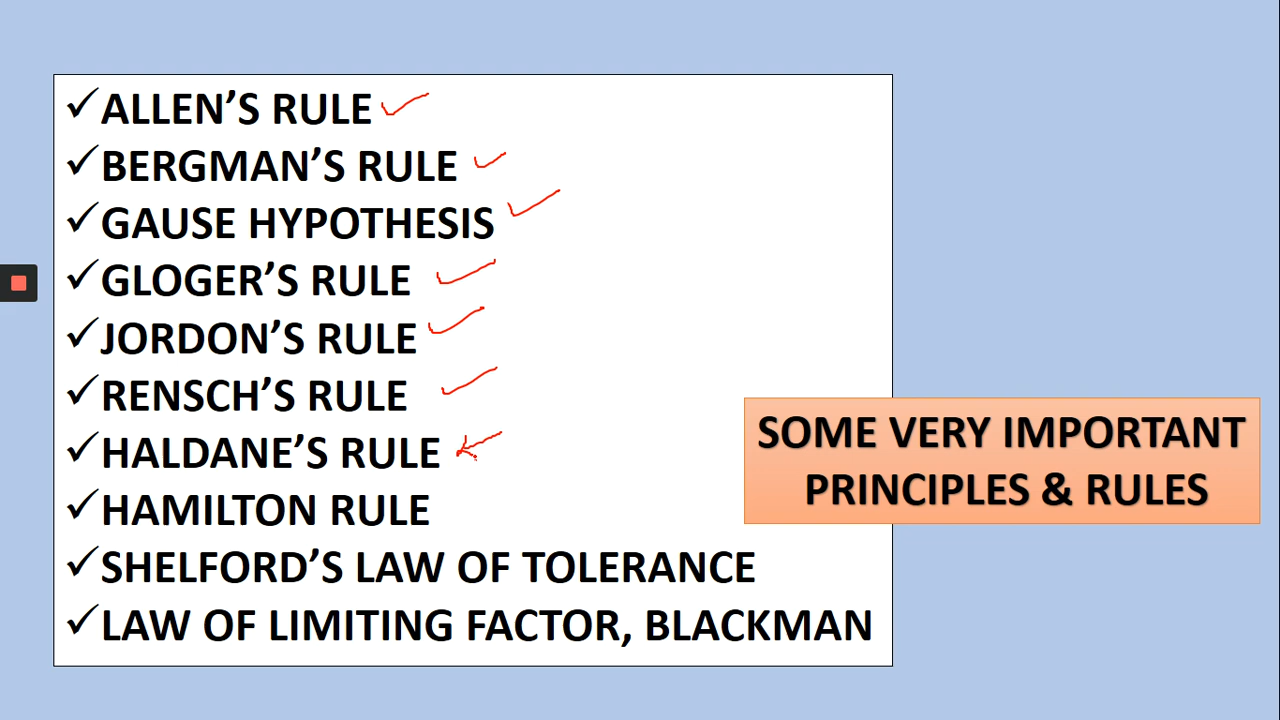 ALLEN’S RULE
BERGMAN’S RULE
GAUSE HYPOTHESIS
GLOGER’S RULE
JORDON’S RULE
RENSCH’S RULE
HALDANE’S RULE
HAMILTON RULE
SHELFORD’S LAW OF TOLERANCE
LAW OF LIMITING FACTOR, BLACKMAN
SOME VERY IMPORTANT
PRINCIPLES & RULES